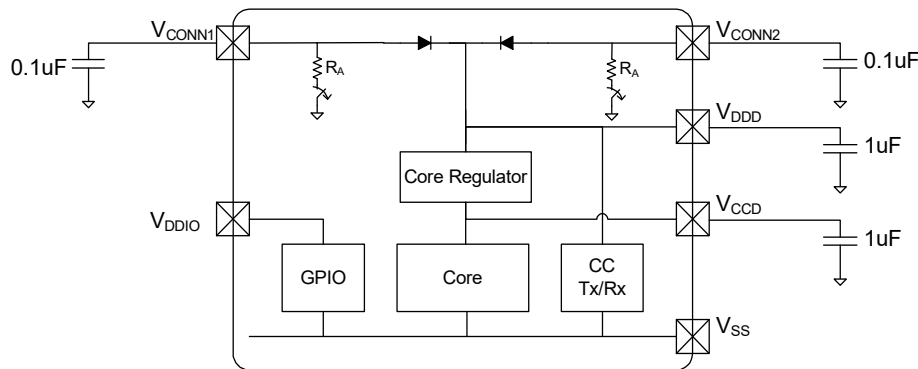 VCONN1
VCONN2
0.1uF
RA
RA
0.1uF
VDDD
Core Regulator
1uF
VDDIO
VCCD
GPIO
Core
CC
Tx/Rx
1uF
VSS